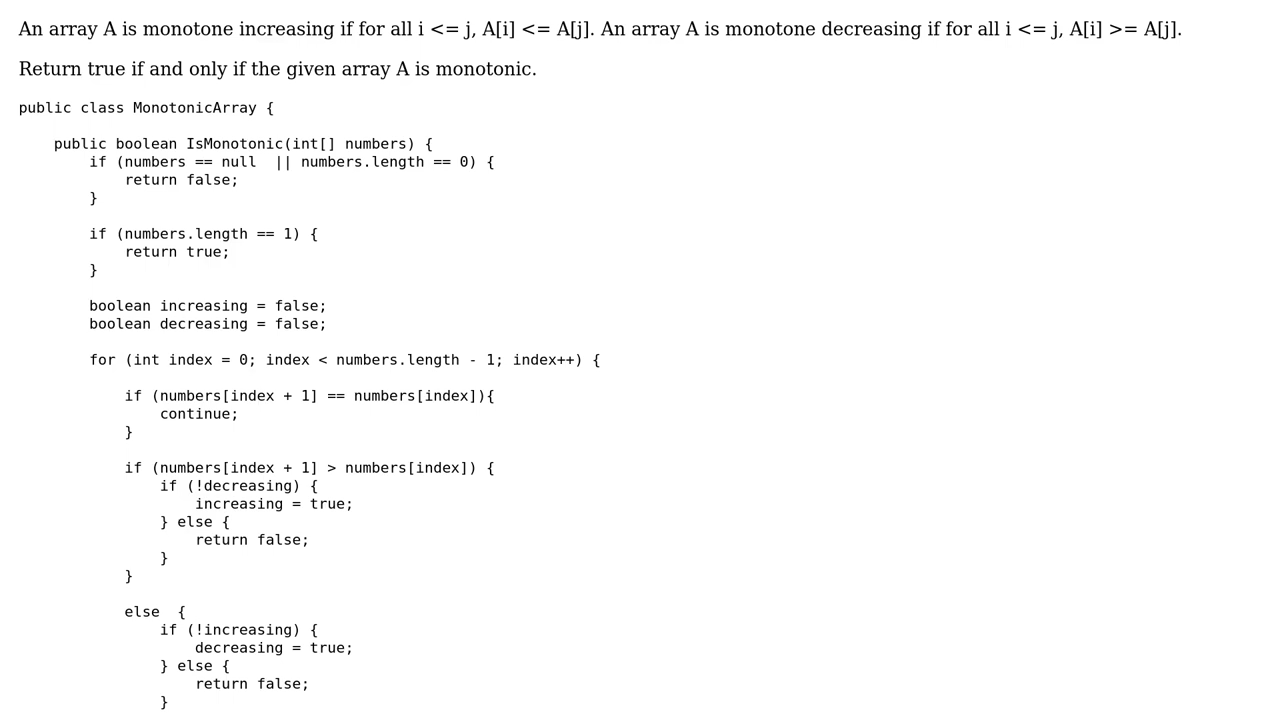 An array A is monotone increasing if for all i <= j, A[i] <= A[j]. An array A is monotone decreasing if for all i <= j, A[i] >= A[j].
Return true if and only if the given array A is monotonic.
public class MonotonicArray {
    public boolean IsMonotonic(int[] numbers) {
        if (numbers == null  || numbers.length == 0) {
            return false;
        }
        if (numbers.length == 1) {
            return true;
        }
        boolean increasing = false;
        boolean decreasing = false;
        for (int index = 0; index < numbers.length - 1; index++) {
            if (numbers[index + 1] == numbers[index]){
                continue;
            }
            if (numbers[index + 1] > numbers[index]) {
                if (!decreasing) {
                    increasing = true;
                } else {
                    return false;
                }
            }
            else  {
                if (!increasing) {
                    decreasing = true;
                } else {
                    return false;
                }